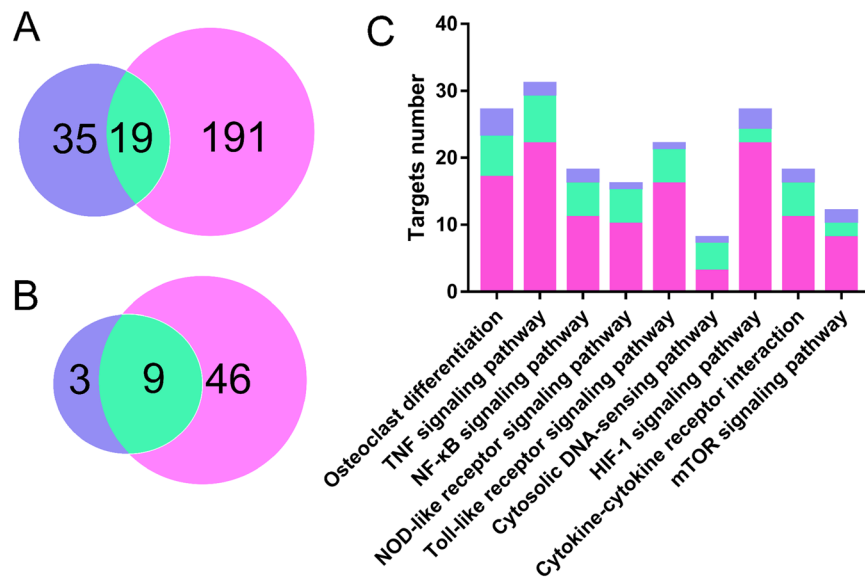 A
35 19 191
B
3 9 46
C
Targets number
40
30
20
10
0
Osteoclast differentiation
TNF signaling pathway
NF-κB signaling pathway
NOD-like receptor signaling pathway
Toll-like receptor signaling pathway
Cytosolic DNA-sensing pathway
HIF-1 signaling pathway
Cytokine-cytokine receptor interaction
mTOR signaling pathway